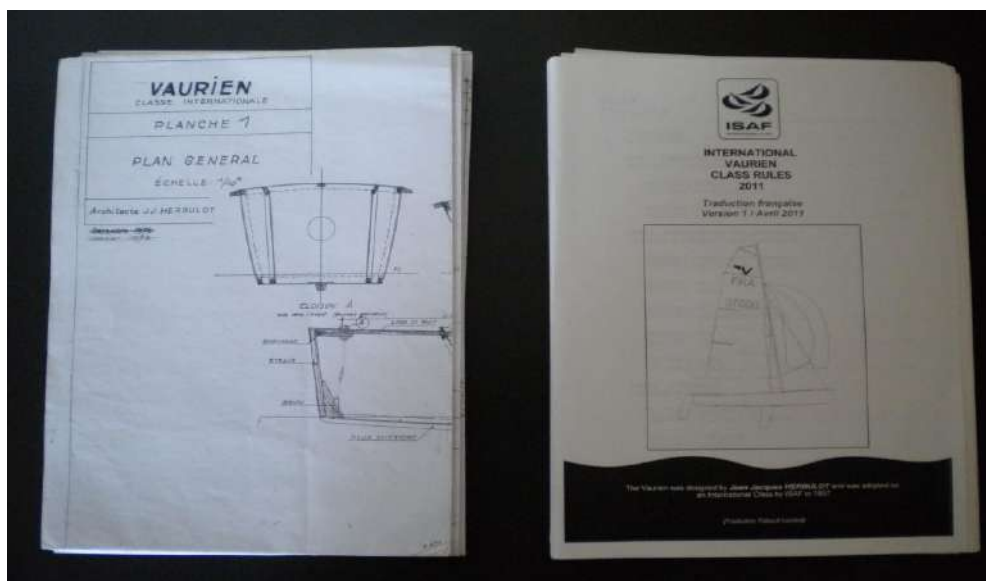 VAURIEN
CLASSE INTERNATIONALE
PLANCHE 1
PLAN GENERAL
ÉCHELLE 1/10e
Architecte J.J. HERBULOT
CLOISON A
ETRAVE
ISAF
INTERNATIONAL
VAURIEN
CLASS RULES
2011
Traduction française
Version 1 / Avril 2011
FRA
The Vaurien was designed by Jean Jacques HERBULOT and was adopted as
an International Class by ISAF in